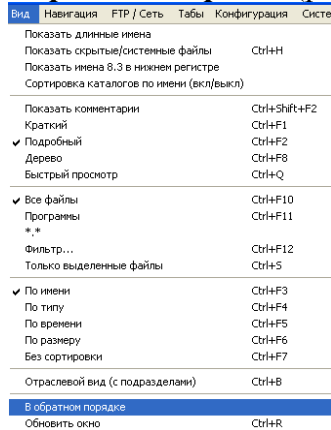 Вид Навигация FTP / Сеть Табы Конфигурация Систе
Показать длинные имена
Показать скрытые/системные файлы Ctrl+H
Показать имена 8.3 в нижнем регистре
Сортировка каталогов по имени (вкл/выкл)
Показать комментарии Ctrl+Shift+F2
Краткий Ctrl+F1
Подробный Ctrl+F2
Дерево Ctrl+F8
Быстрый просмотр Ctrl+Q
Все файлы Ctrl+F10
Программы Ctrl+F11
*.*
Фильтр... Ctrl+F12
Только выделенные файлы Ctrl+S
По имени Ctrl+F3
По типу Ctrl+F4
По времени Ctrl+F5
По размеру Ctrl+F6
Без сортировки Ctrl+F7
Отраслевой вид (с подразделами) Ctrl+B
В обратном порядке
Обновить окно Ctrl+R